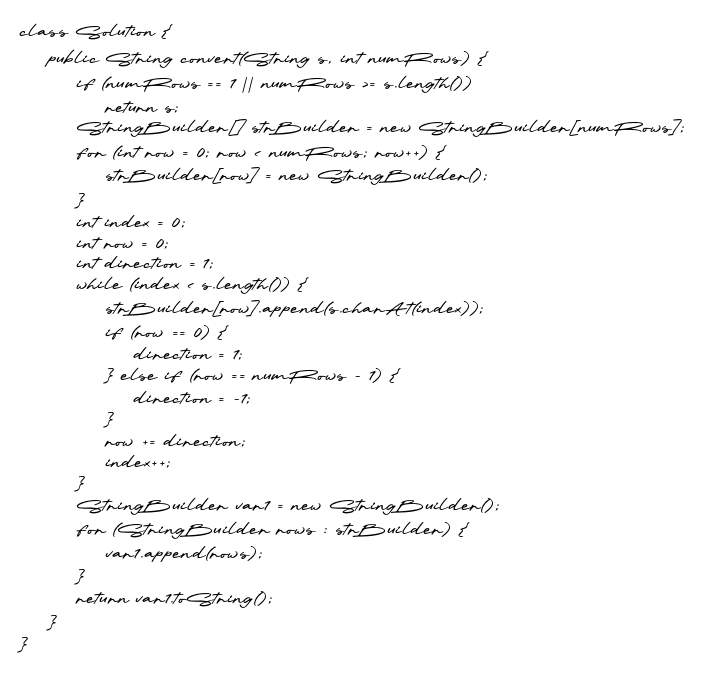 class Solution {
    public String convert(String s, int numRows) {
        if (numRows == 1 || numRows >= s.length())
            return s;
        StringBuilder[] strBuilder = new StringBuilder[numRows];
        for (int row = 0; row < numRows; row++) {
            strBuilder[row] = new StringBuilder();
        }
        int index = 0;
        int row = 0;
        int direction = 1;
        while (index < s.length()) {
            strBuilder[row].append(s.charAt(index));
            if (row == 0) {
                direction = 1;
            } else if (row == numRows - 1) {
                direction = -1;
            }
            row += direction;
            index++;
        }
        StringBuilder var1 = new StringBuilder();
        for (StringBuilder rows : strBuilder) {
            var1.append(rows);
        }
        return var1.toString();
    }
}